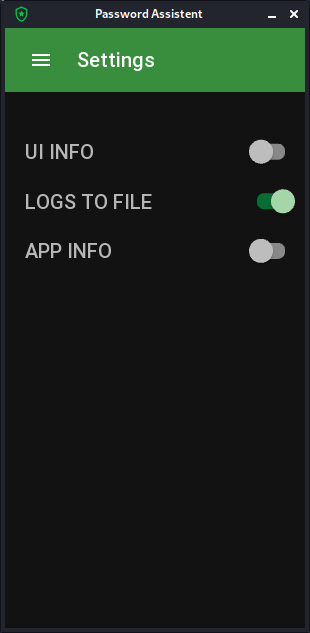 Password Assistent
Settings
UI INFO
LOGS TO FILE
APP INFO